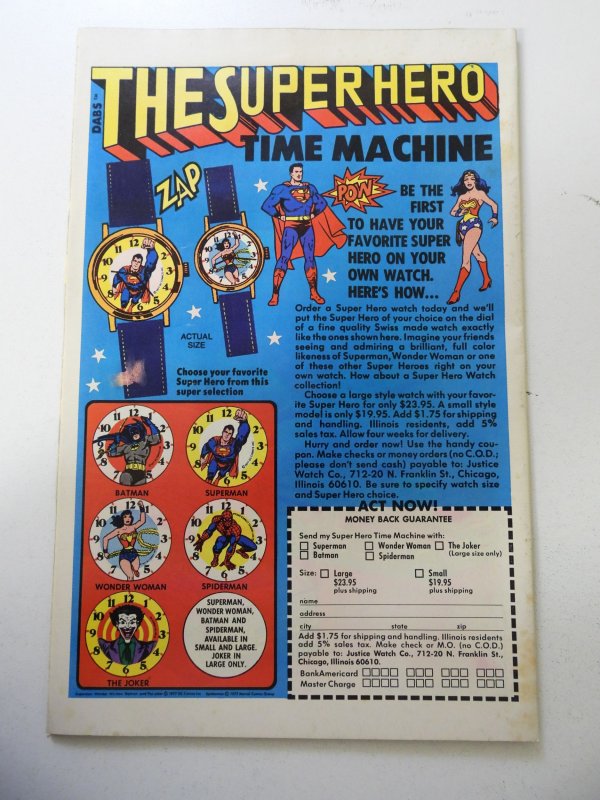 DABS™
THE SUPER HERO
TIME MACHINE
ZAP
POW
BE THE
FIRST
TO HAVE YOUR
FAVORITE SUPER
HERO ON YOUR
OWN WATCH.
HERE'S HOW...
ACTUAL
SIZE
Choose your favorite
Super Hero from this
super selection
Order a Super Hero watch today and we'll
put the Super Hero of your choice on the dial
of a fine quality Swiss made watch exactly
like the ones shown here. Imagine your friends
seeing and admiring a brilliant, full color
likeness of Superman, Wonder Woman or one
of these other Super Heroes right on your
own watch. How about a Super Hero Watch
collection!
Choose a large style watch with your favor-
ite Super Hero for only $23.95. A small style
model is only $19.95. Add $1.75 for shipping
and handling. Illinois residents, add 5%
sales tax. Allow four weeks for delivery.
Hurry and order now! Use the handy cou-
pon. Make checks or money orders (no C.O.D.;
please don't send cash) payable to: Justice
Watch Co., 712-20 N. Franklin St., Chicago,
Illinois 60610. Be sure to specify watch size
and Super Hero choice.
BATMAN
SUPERMAN
WONDER WOMAN
SPIDERMAN
THE JOKER
SUPERMAN,
WONDER WOMAN,
BATMAN AND
SPIDERMAN,
AVAILABLE IN
SMALL AND LARGE.
JOKER IN
LARGE ONLY.
ACT NOW!
MONEY BACK GUARANTEE
Send my Super Hero Time Machine with:
Superman Wonder Woman The Joker
Batman Spiderman (Large size only)
Size: Large Small
$23.95 $19.95
plus shipping plus shipping
name
address
city state zip
Add $1.75 for shipping and handling. Illinois residents
add 5% sales tax. Make check or M.O. (no C.O.D.)
payable to: Justice Watch Co., 712-20 N. Franklin St.,
Chicago, Illinois 60610.
BankAmericard
Master Charge